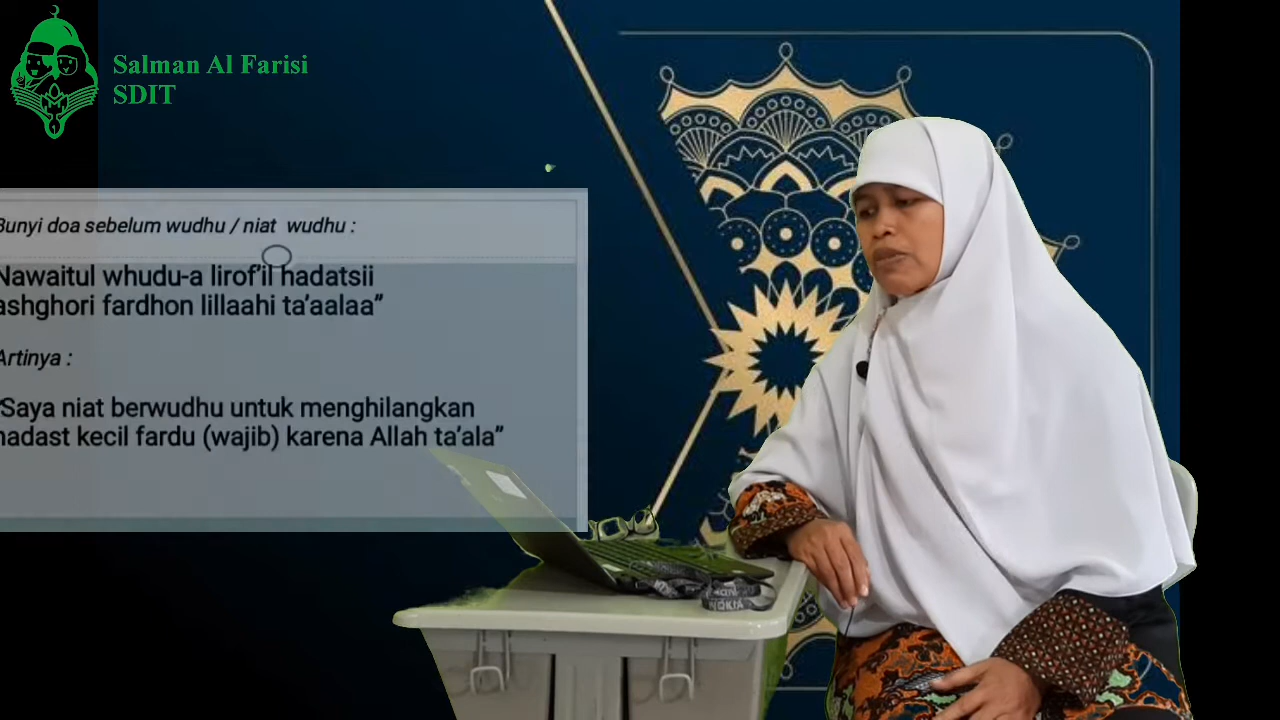 Salman Al Farisi
SDIT
Bunyi doa sebelum wudhu / niat wudhu :
Nawaitul whudu-a lirof'il hadatsii
ashghori fardhon lillaahi ta'aalaa”
Artinya :
“Saya niat berwudhu untuk menghilangkan
hadast kecil fardu (wajib) karena Allah ta'ala”
NOKIA